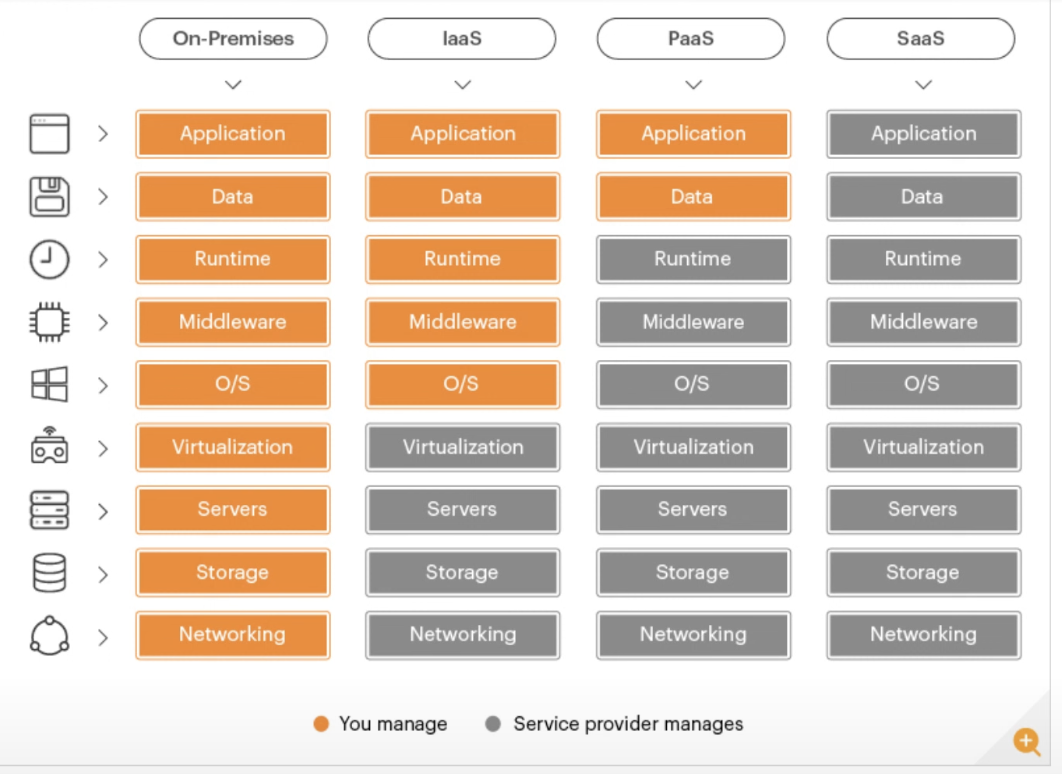 On-Premises IaaS PaaS SaaS
Application Application Application Application
Data Data Data Data
Runtime Runtime Runtime Runtime
Middleware Middleware Middleware Middleware
O/S O/S O/S O/S
Virtualization Virtualization Virtualization Virtualization
Servers Servers Servers Servers
Storage Storage Storage Storage
Networking Networking Networking Networking
You manage Service provider manages